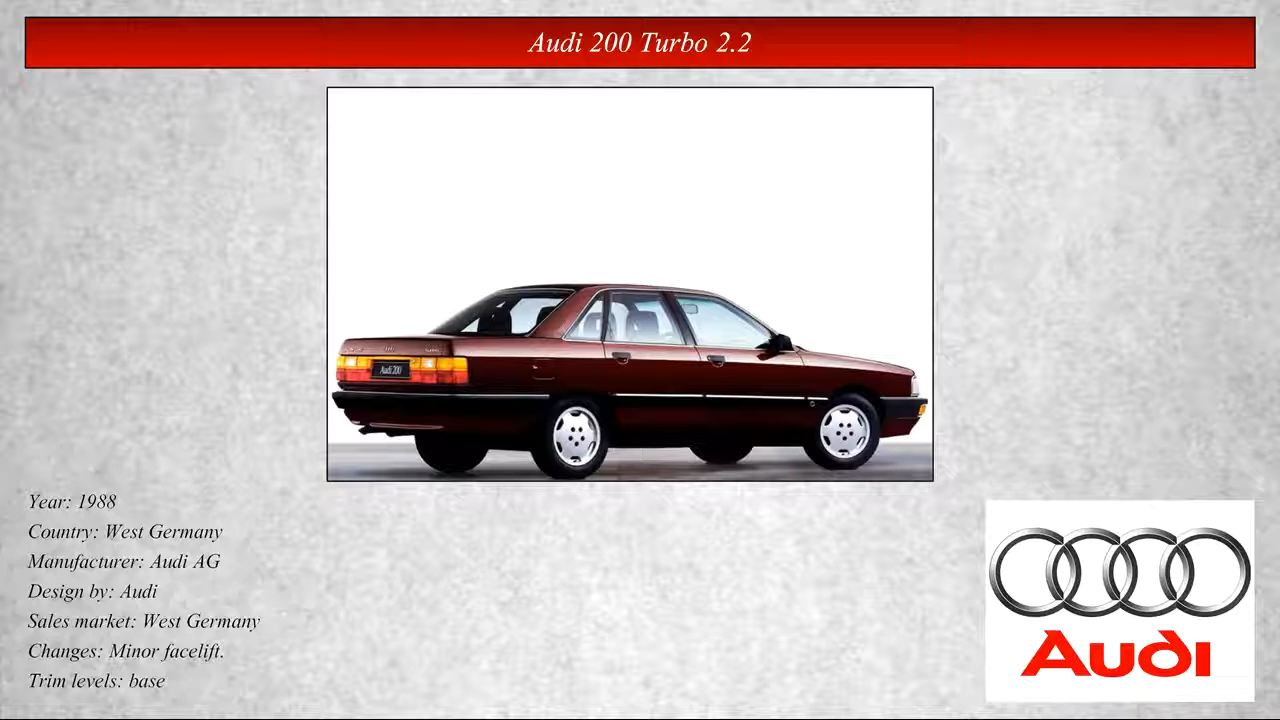 Audi 200 Turbo 2.2
Audi 200
Year: 1988
Country: West Germany
Manufacturer: Audi AG
Design by: Audi
Sales market: West Germany
Changes: Minor facelift.
Trim levels: base
Audi